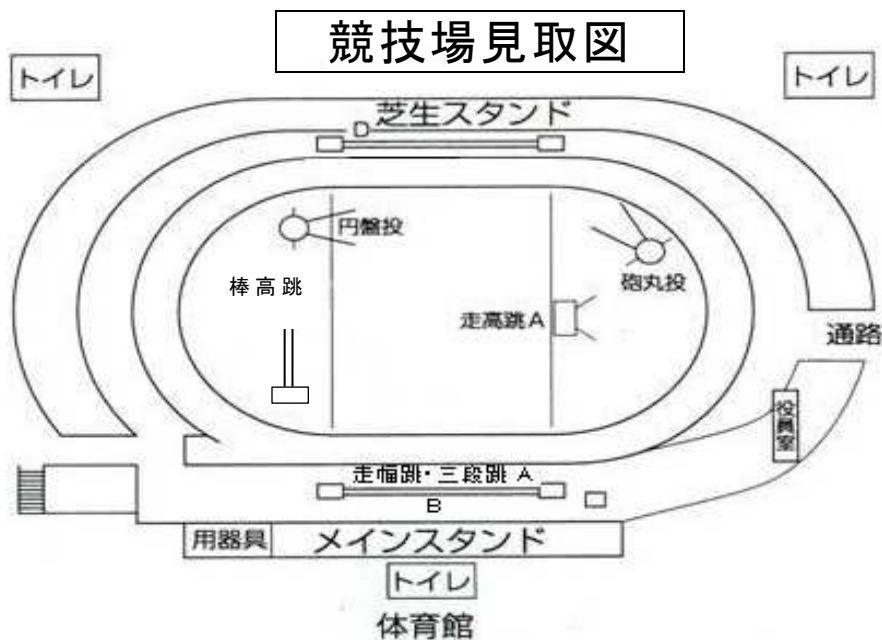 競技場見取図
トイレ
トイレ
芝生スタンド
D
円盤投
棒高跳
砲丸投
走高跳A
通路
役員室
走幅跳・三段跳 A
B
用器具
メインスタンド
トイレ
体育館